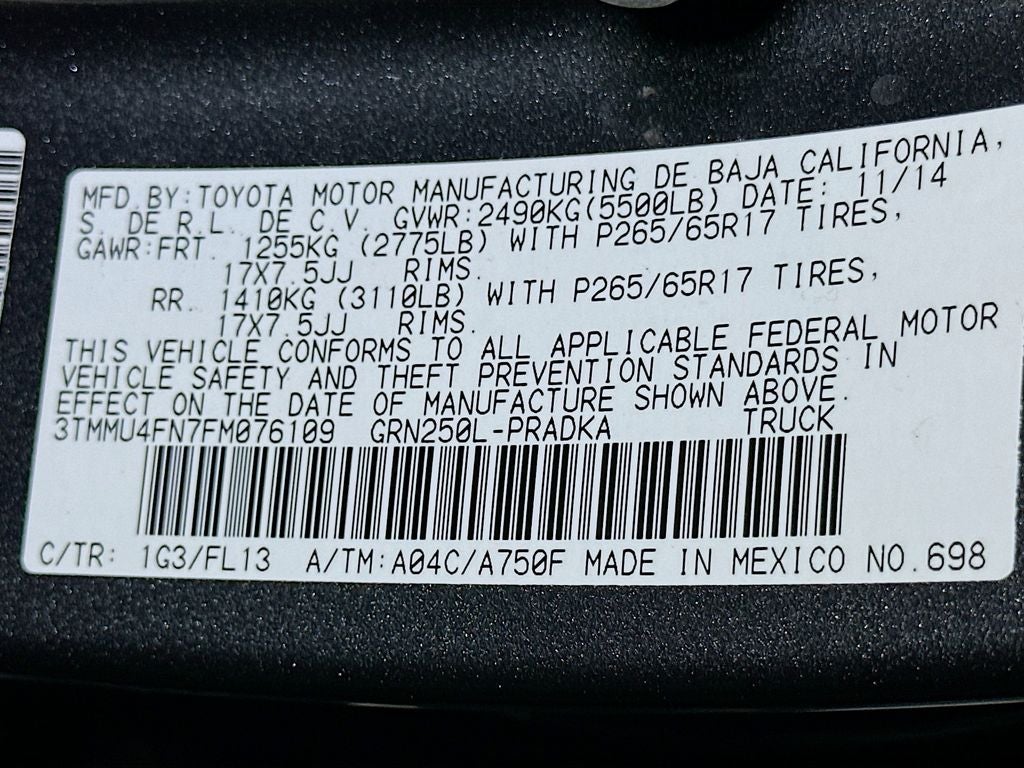 MFD.BY:TOYOTA MOTOR MANUFACTURING DE BAJA CALIFORNIA,
S. DE R.L. DE C.V. GVWR:2490KG(5500LB) DATE: 11/14
GAWR:FRT. 1255KG (2775LB) WITH P265/65R17 TIRES,
17X7.5JJ RIMS.
RR. 1410KG (3110LB) WITH P265/65R17 TIRES,
17X7.5JJ RIMS.
THIS VEHICLE CONFORMS TO ALL APPLICABLE FEDERAL MOTOR
VEHICLE SAFETY AND THEFT PREVENTION STANDARDS IN
EFFECT ON THE DATE OF MANUFACTURE SHOWN ABOVE.
3TMMU4FN7FM076109 GRN250L-PRADKA TRUCK
C/TR: 1G3/FL13 A/TM:A04C/A750F MADE IN MEXICO NO.698